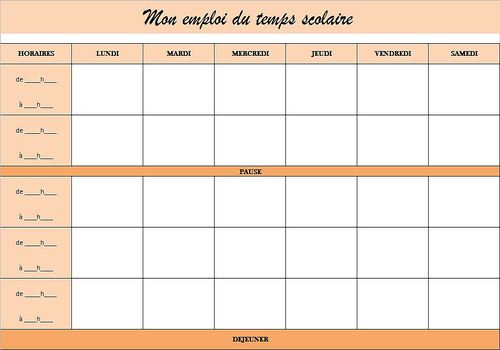 Mon emploi du temps scolaire
HORAIRES LUNDI MARDI MERCREDI JEUDI VENDREDI SAMEDI
de ____h____
à ____h____
de ____h____
à ____h____
PAUSE
de ____h____
à ____h____
de ____h____
à ____h____
de ____h____
à ____h____
DEJEUNER